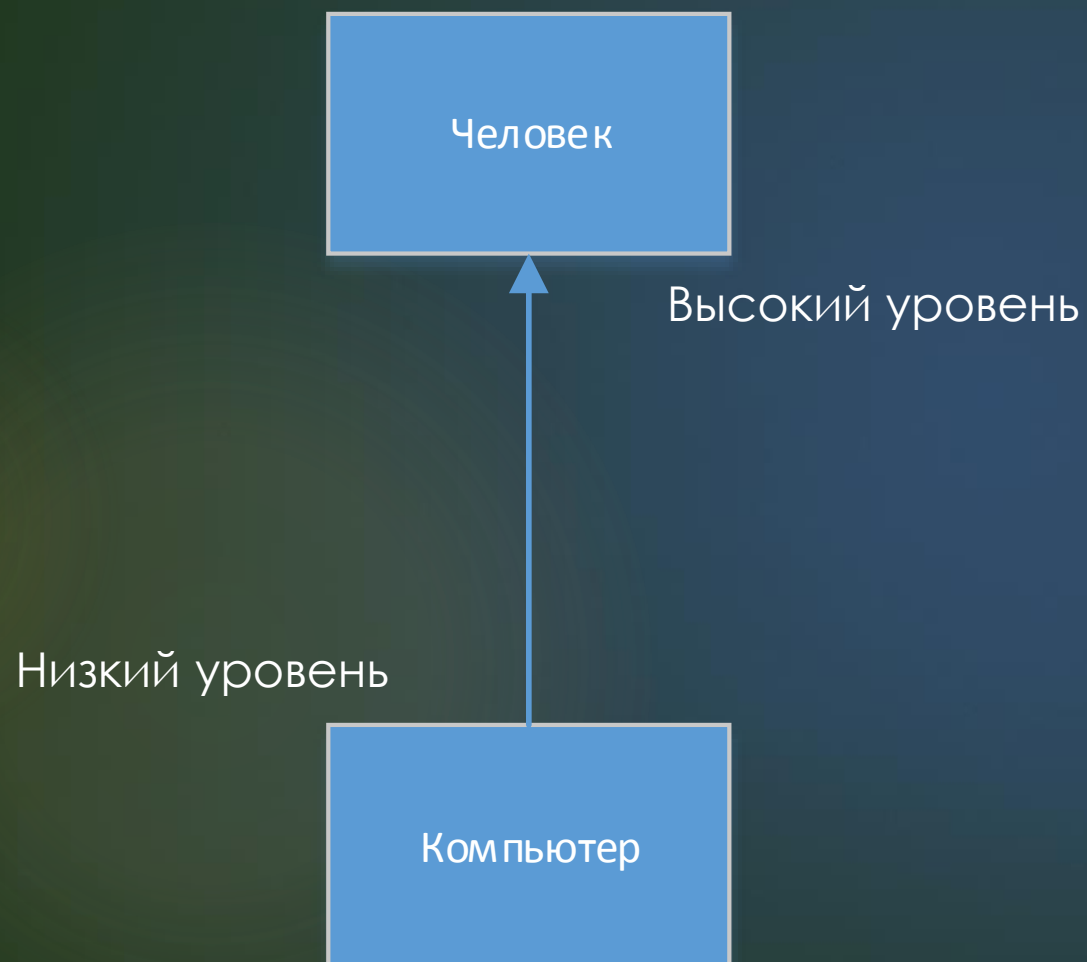 Человек
Высокий уровень
Низкий уровень
Компьютер